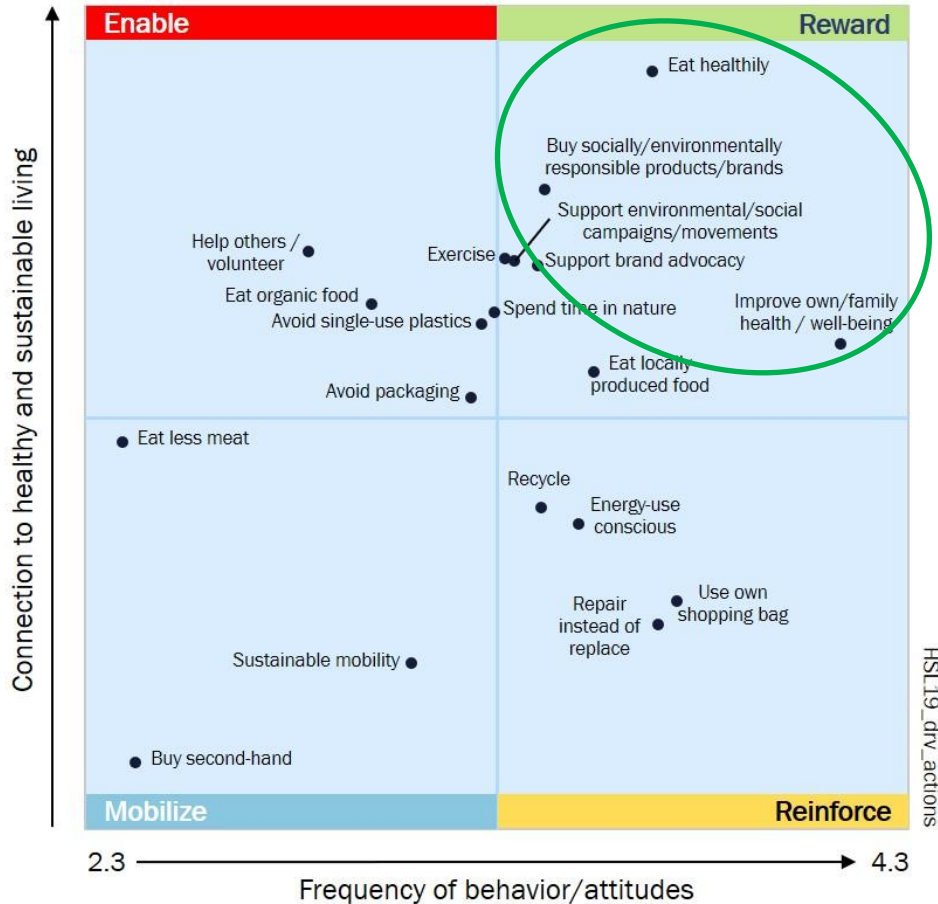 Enable
Reward
Eat healthily
Buy socially/environmentally
responsible products/brands
Support environmental/social
campaigns/movements
Help others /
volunteer
Exercise
Support brand advocacy
Eat organic food
Spend time in nature
Avoid single-use plastics
Improve own/family
health / well-being
Eat locally
produced food
Avoid packaging
Eat less meat
Recycle
Energy-use
conscious
Use own
shopping bag
Repair
instead of
replace
Sustainable mobility
Buy second-hand
Mobilize
Reinforce
Connection to healthy and sustainable living
HSL19_drv_actions
2.3
4.3
Frequency of behavior/attitudes